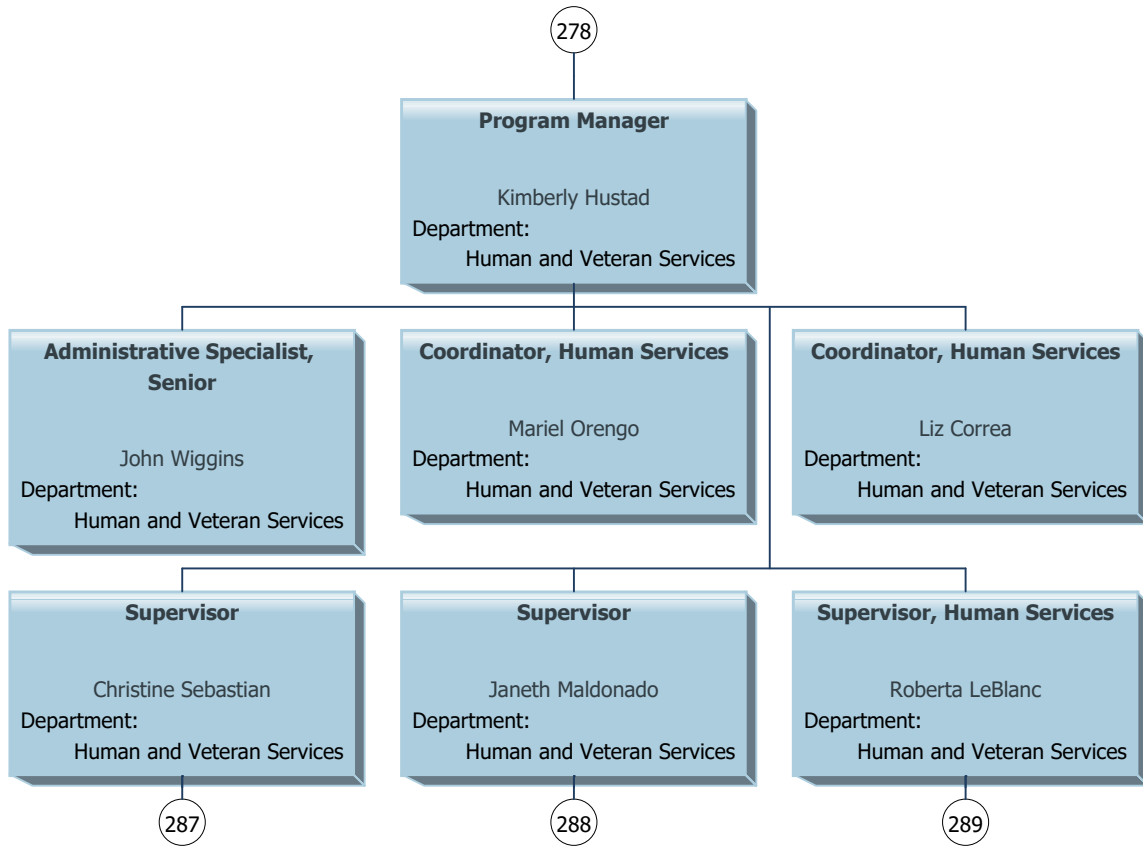 278
Program Manager
Kimberly Hustad
Department:
Human and Veteran Services
Administrative Specialist,
Senior
John Wiggins
Department:
Human and Veteran Services
Coordinator, Human Services
Mariel Orengo
Department:
Human and Veteran Services
Coordinator, Human Services
Liz Correa
Department:
Human and Veteran Services
Supervisor
Christine Sebastian
Department:
Human and Veteran Services
287
Supervisor
Janeth Maldonado
Department:
Human and Veteran Services
288
Supervisor, Human Services
Roberta LeBlanc
Department:
Human and Veteran Services
289